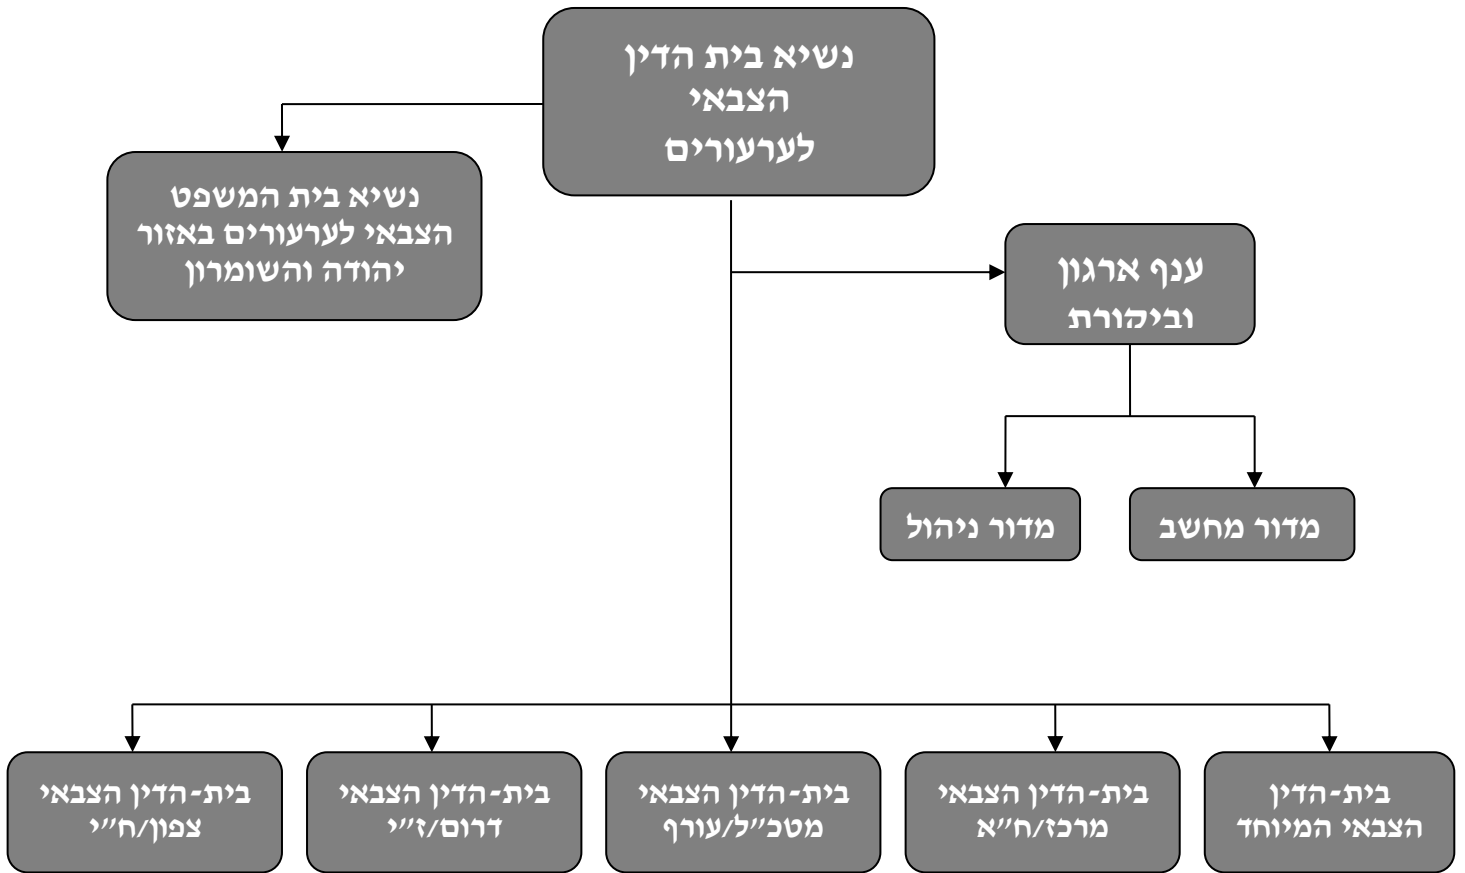 נשיא בית הדין
הצבאי
לערעורים
נשיא בית המשפט
הצבאי לערעורים באזור
יהודה והשומרון
ענף ארגון
וביקורת
מדור מחשב
מדור ניהול
בית-הדין
הצבאי המיוחד
בית-הדין הצבאי
מרכז/ח"א
בית-הדין הצבאי
מטכ"ל/עורף
בית-הדין הצבאי
דרום/ז"י
בית-הדין הצבאי
צפון/ח"י